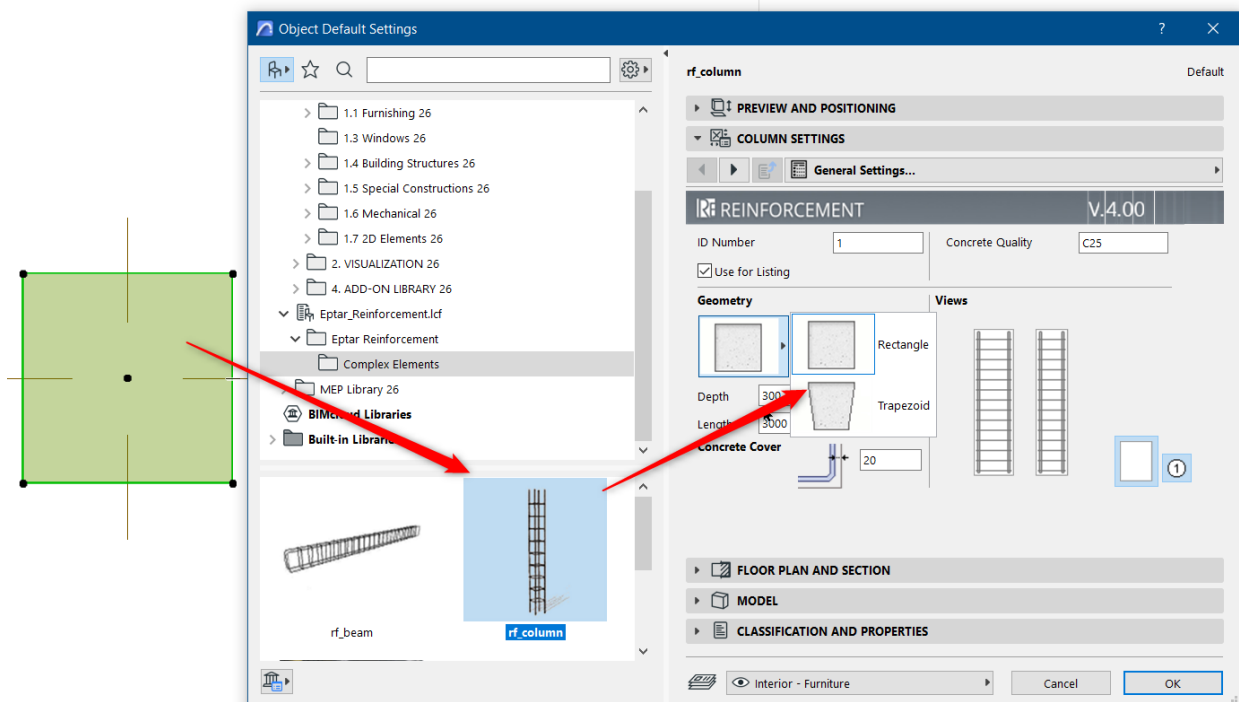 Object Default Settings
?
rf_column
Default
1.1 Furnishing 26
1.3 Windows 26
1.4 Building Structures 26
1.5 Special Constructions 26
1.6 Mechanical 26
1.7 2D Elements 26
2. VISUALIZATION 26
4. ADD-ON LIBRARY 26
Eptar_Reinforcement.lcf
Eptar Reinforcement
Complex Elements
MEP Library 26
BIMcloud Libraries
Built-in Libraries
rf_beam
rf_column
PREVIEW AND POSITIONING
COLUMN SETTINGS
General Settings...
REINFORCEMENT
V.4.00
ID Number
1
Concrete Quality
C25
Use for Listing
Geometry
Views
Rectangle
Trapezoid
Depth
300
Length
3000
Concrete Cover
20
1
FLOOR PLAN AND SECTION
MODEL
CLASSIFICATION AND PROPERTIES
Interior - Furniture
Cancel
OK